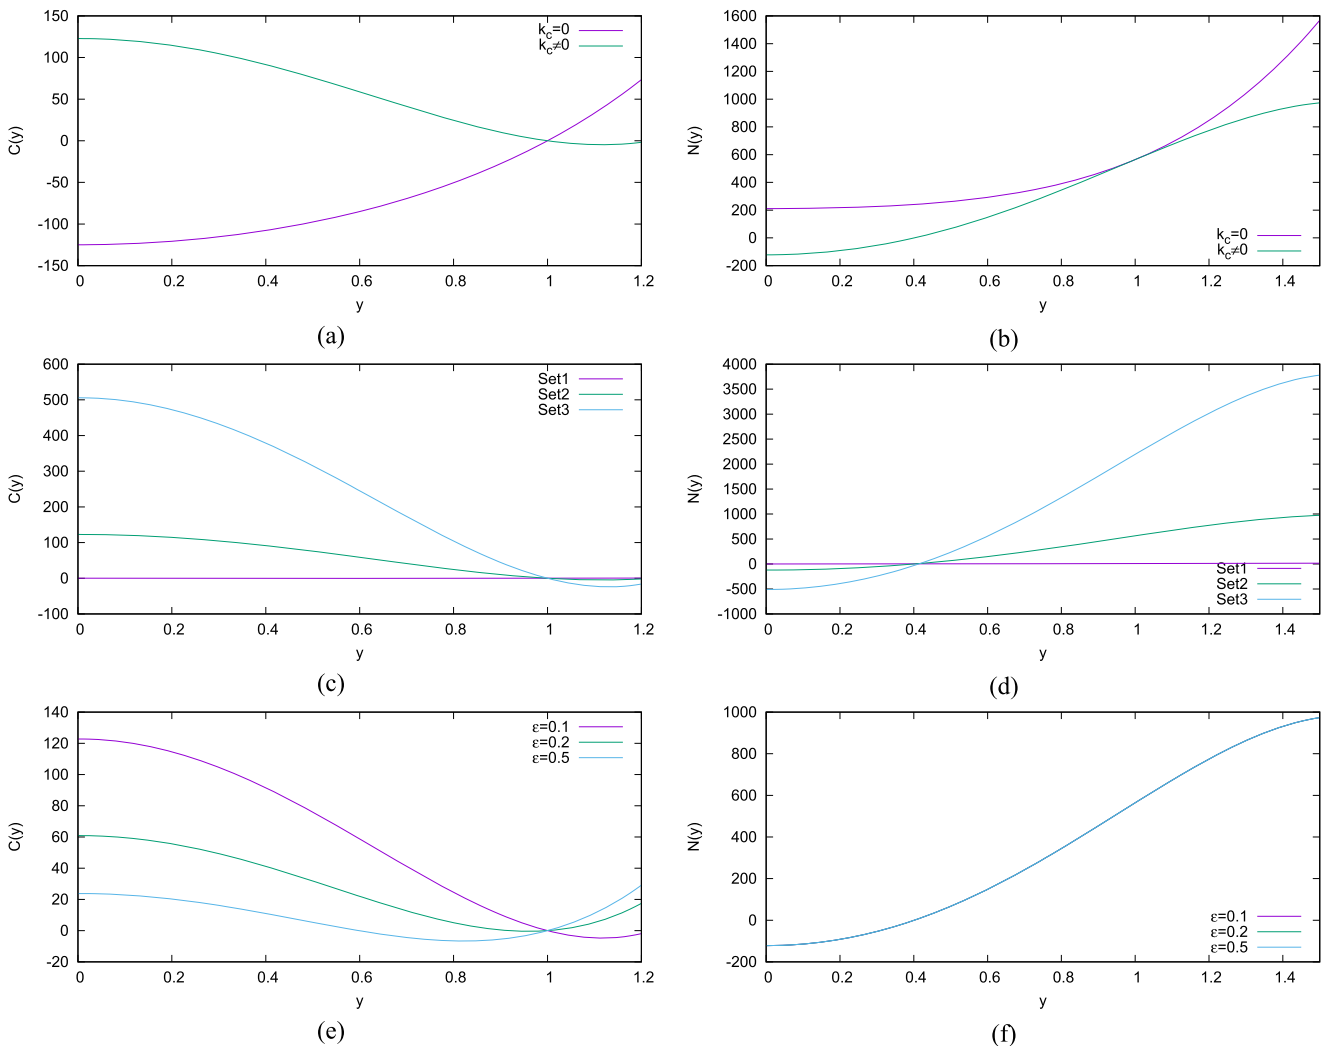 150
100
50
0
-50
-100
-150
0 0.2 0.4 0.6 0.8 1 1.2
C(y)
y
k_c=0
k_c≠0
(a)
1600
1400
1200
1000
800
600
400
200
0
-200
0 0.2 0.4 0.6 0.8 1 1.2 1.4
N(y)
y
k_c=0
k_c≠0
(b)
600
500
400
300
200
100
0
-100
0 0.2 0.4 0.6 0.8 1 1.2
C(y)
y
Set1
Set2
Set3
(c)
4000
3500
3000
2500
2000
1500
1000
500
0
-500
-1000
0 0.2 0.4 0.6 0.8 1 1.2 1.4
N(y)
y
Set1
Set2
Set3
(d)
140
120
100
80
60
40
20
0
-20
0 0.2 0.4 0.6 0.8 1 1.2
C(y)
y
ε=0.1
ε=0.2
ε=0.5
(e)
1000
800
600
400
200
0
-200
0 0.2 0.4 0.6 0.8 1 1.2 1.4
N(y)
y
ε=0.1
ε=0.2
ε=0.5
(f)